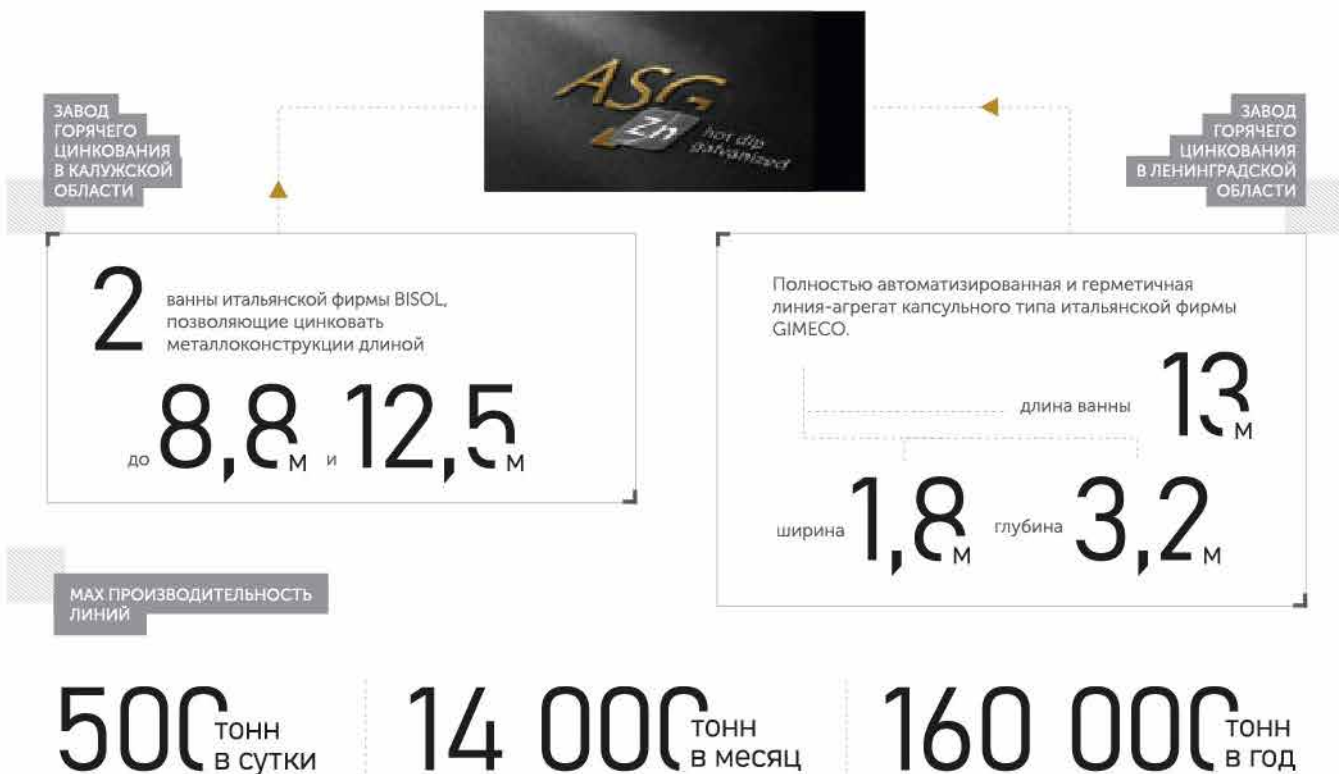 ASG
Zn
hot dip
galvanized
ЗАВОД
ГОРЯЧЕГО
ЦИНКОВАНИЯ
В КАЛУЖСКОЙ
ОБЛАСТИ
2
ванны итальянской фирмы BISOL,
позволяющие цинковать
металлоконструкции длиной
до 8,8 м и 12,5 м
ЗАВОД
ГОРЯЧЕГО
ЦИНКОВАНИЯ
В ЛЕНИНГРАДСКОЙ
ОБЛАСТИ
Полностью автоматизированная и герметичная
линия-агрегат капсульного типа итальянской фирмы
GIMECO.
длина ванны 13 м
ширина 1,8 м глубина 3,2 м
MAX ПРОИЗВОДИТЕЛЬНОСТЬ
ЛИНИЙ
500 тонн
в сутки
14 000 тонн
в месяц
160 000 тонн
в год